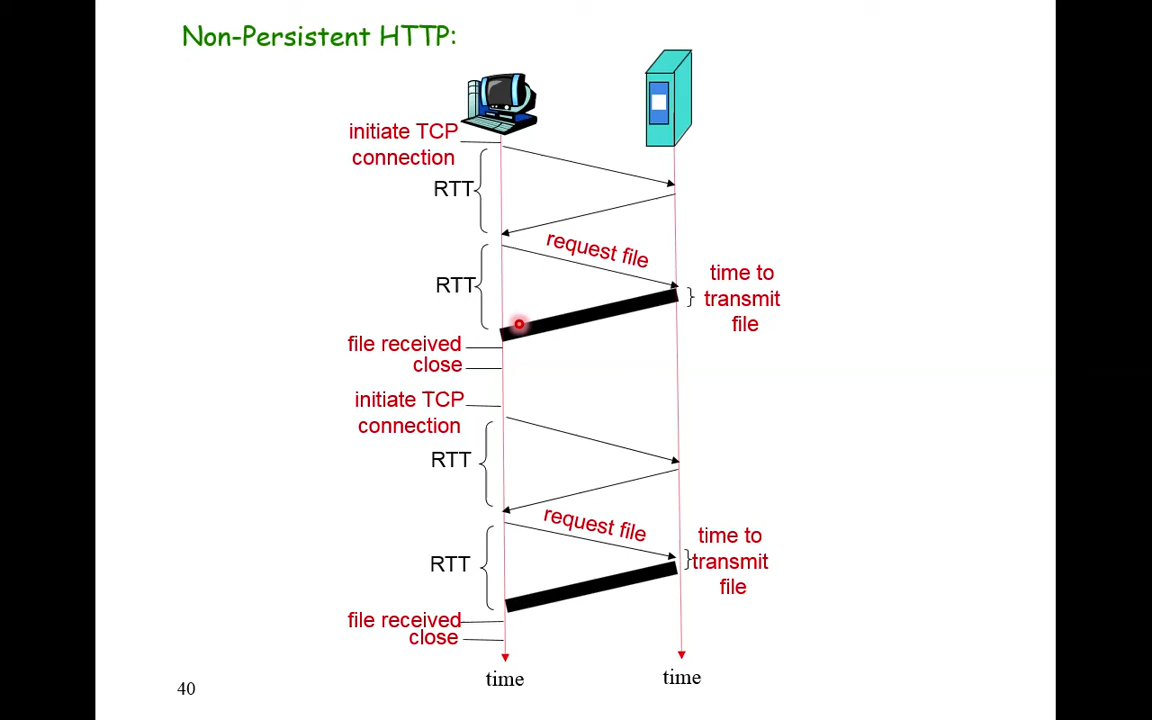 Non-Persistent HTTP:
initiate TCP
connection
RTT
request file
RTT
time to
transmit
file
file received
close
initiate TCP
connection
RTT
request file
RTT
time to
transmit
file
file received
close
time
time
40